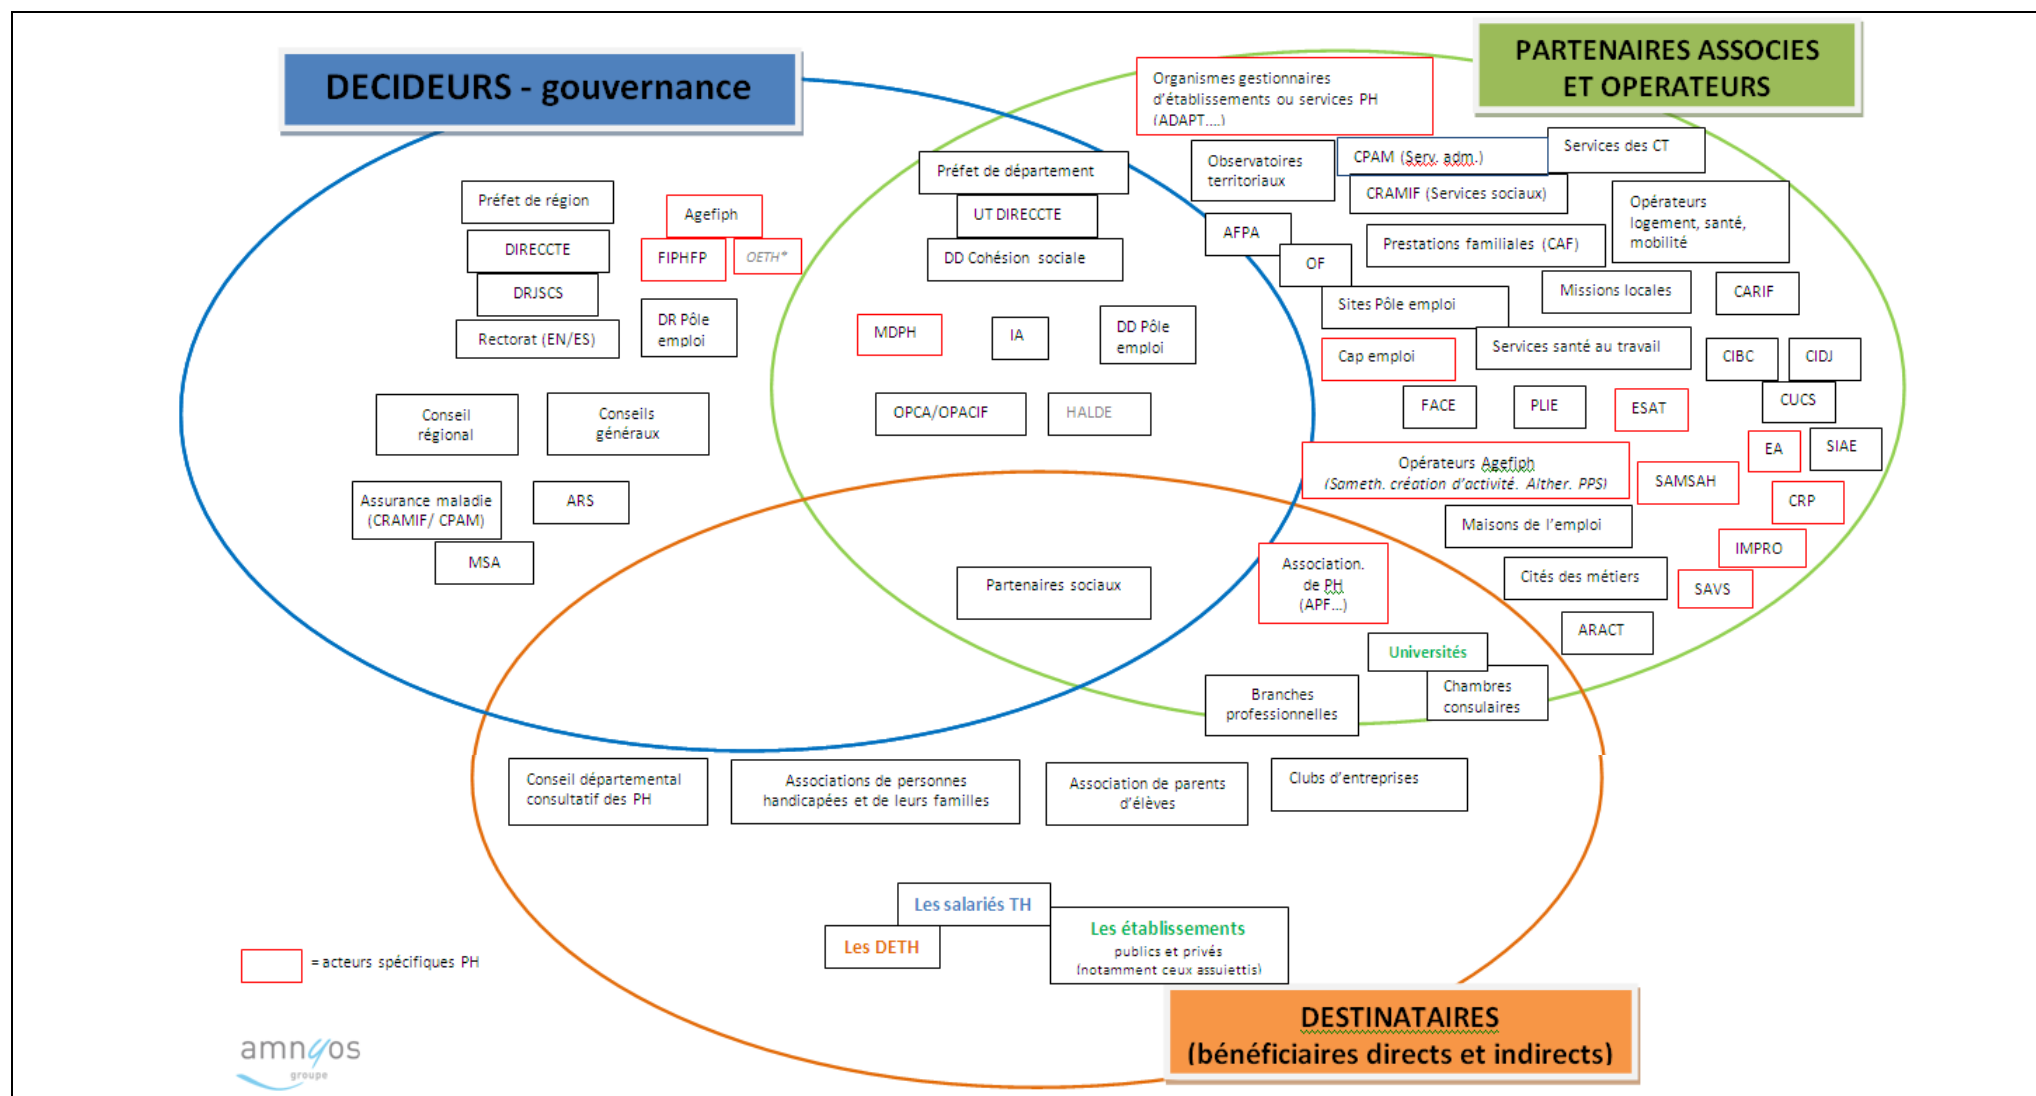 DECIDEURS - gouvernance
PARTENAIRES ASSOCIES
ET OPERATEURS
Organismes gestionnaires
d'établissements ou services PH
(ADAPT....)
Préfet de région
DIRECCTE
DRJSCS
Rectorat (EN/ES)
Agefiph
FIPHFP
OETH*
DR Pôle
emploi
Conseil
régional
Conseils
généraux
Assurance maladie
(CRAMIF/ CPAM)
ARS
MSA
Préfet de département
UT DIRECCTE
DD Cohésion sociale
MDPH
IA
DD Pôle
emploi
OPCA/OPACIF
HALDE
Partenaires sociaux
Observatoires
territoriaux
CPAM (Serv. adm.)
Services des CT
CRAMIF (Services sociaux)
Opérateurs
logement, santé,
mobilité
AFPA
OF
Prestations familiales (CAF)
Sites Pôle emploi
Missions locales
CARIF
Cap emploi
Services santé au travail
CIBC
CIDJ
FACE
PLIE
ESAT
CUCS
EA
SIAE
Opérateurs Agefiph
(Sameth. création d'activité. Alther. PPS)
SAMSAH
CRP
Maisons de l'emploi
IMPRO
Cités des métiers
SAVS
ARACT
Association.
de PH
(APF...)
Universités
Chambres
consulaires
Branches
professionnelles
Conseil départemental
consultatif des PH
Associations de personnes
handicapées et de leurs familles
Association de parents
d'élèves
Clubs d'entreprises
Les salariés TH
Les DETH
Les établissements
publics et privés
(notamment ceux assujettis)
= acteurs spécifiques PH
DESTINATAIRES
(bénéficiaires directs et indirects)
amnyos
groupe